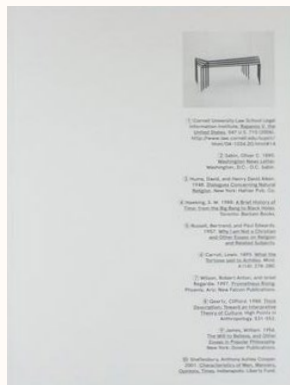 ① Cornell University Law School Legal
Information Institute. Rapanos v. the
United States. 547 U.S. 715 (2006).
http://www.law.cornell.edu/supct/
html/04-1034.ZO.html#14
② Sabin, Oliver C. 1890.
Washington News Letter.
Washington, D.C.: O.C. Sabin.
③ Hume, David, and Henry David Aiken.
1948. Dialogues Concerning Natural
Religion. New York: Hafner Pub. Co.
④ Hawking, S. W. 1988. A Brief History of
Time: From the Big Bang to Black Holes.
Toronto: Bantam Books.
⑤ Russell, Bertrand, and Paul Edwards.
1957. Why I am Not a Christian
and Other Essays on Religion
and Related Subjects.
⑥ Carroll, Lewis. 1895. What the
Tortoise said to Achilles. Mind.
4 (14): 278-280.
⑦ Wilson, Robert Anton, and Israel
Regardie. 1997. Prometheus Rising.
Phoenix, Ariz: New Falcon Publications.
⑧ Geertz, Clifford. 1988. Thick
Description: Toward an Interpretive
Theory of Culture. High Points in
Anthropology. 531-552.
⑨ James, William. 1956.
The Will to Believe, and Other
Essays in Popular Philosophy.
New York: Dover Publications.
⑩ Shaftesbury, Anthony Ashley Cooper.
2001. Characteristics of Men, Manners,
Opinions, Times. Indianapolis: Liberty Fund.